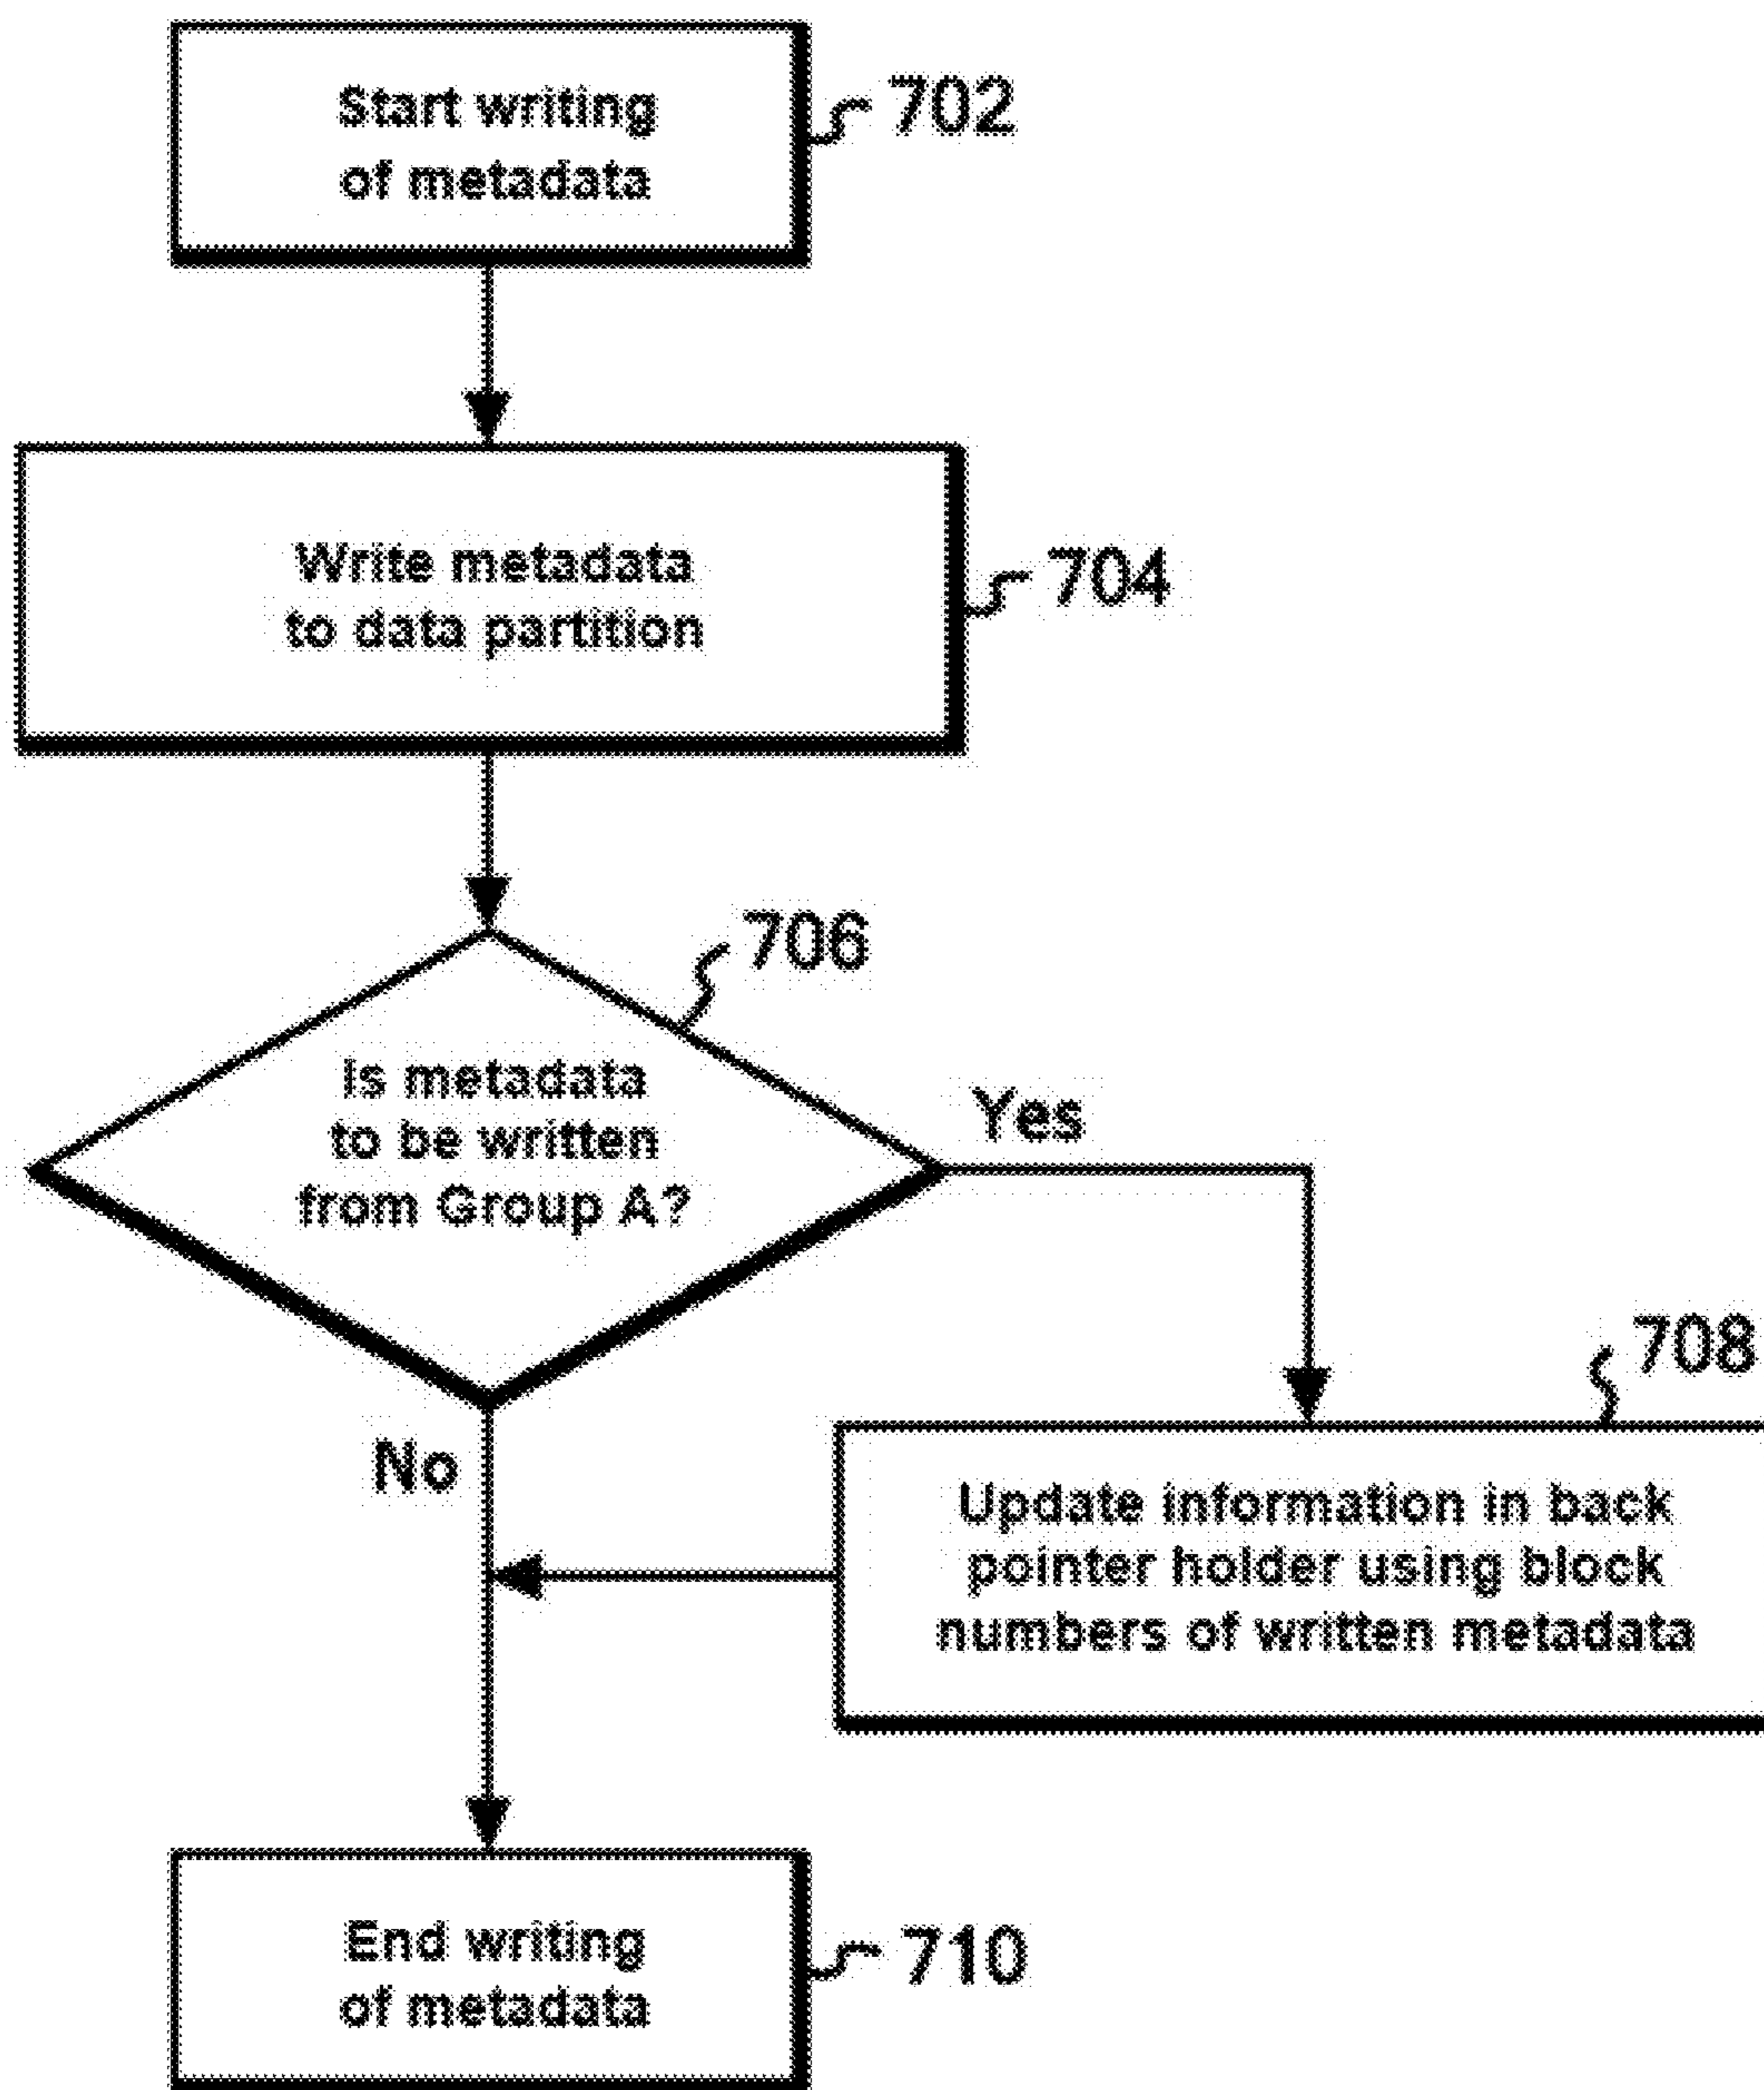 Start writing
of metadata
702
Write metadata
to data partition
704
706
Is metadata
to be written
from Group A?
Yes
No
708
Update information in back
pointer holder using block
numbers of written metadata
End writing
of metadata
710